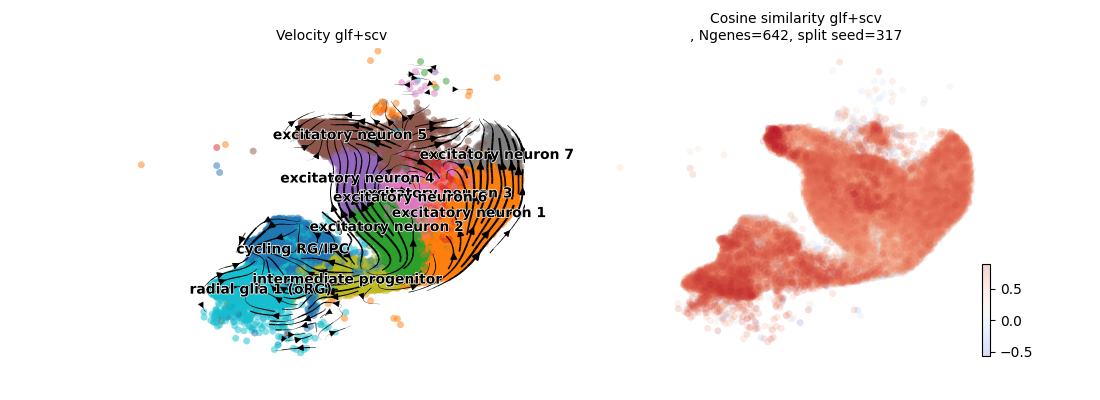 Velocity glf+scv
Cosine similarity glf+scv
, Ngenes=642, split seed=317
excitatory neuron 5
excitatory neuron 7
excitatory neuron 4
excitatory neuron 3
excitatory neuron 6
excitatory neuron 1
excitatory neuron 2
cycling RG/IPC
intermediate progenitor
radial glia 1 (oRG)
0.5
0.0
−0.5